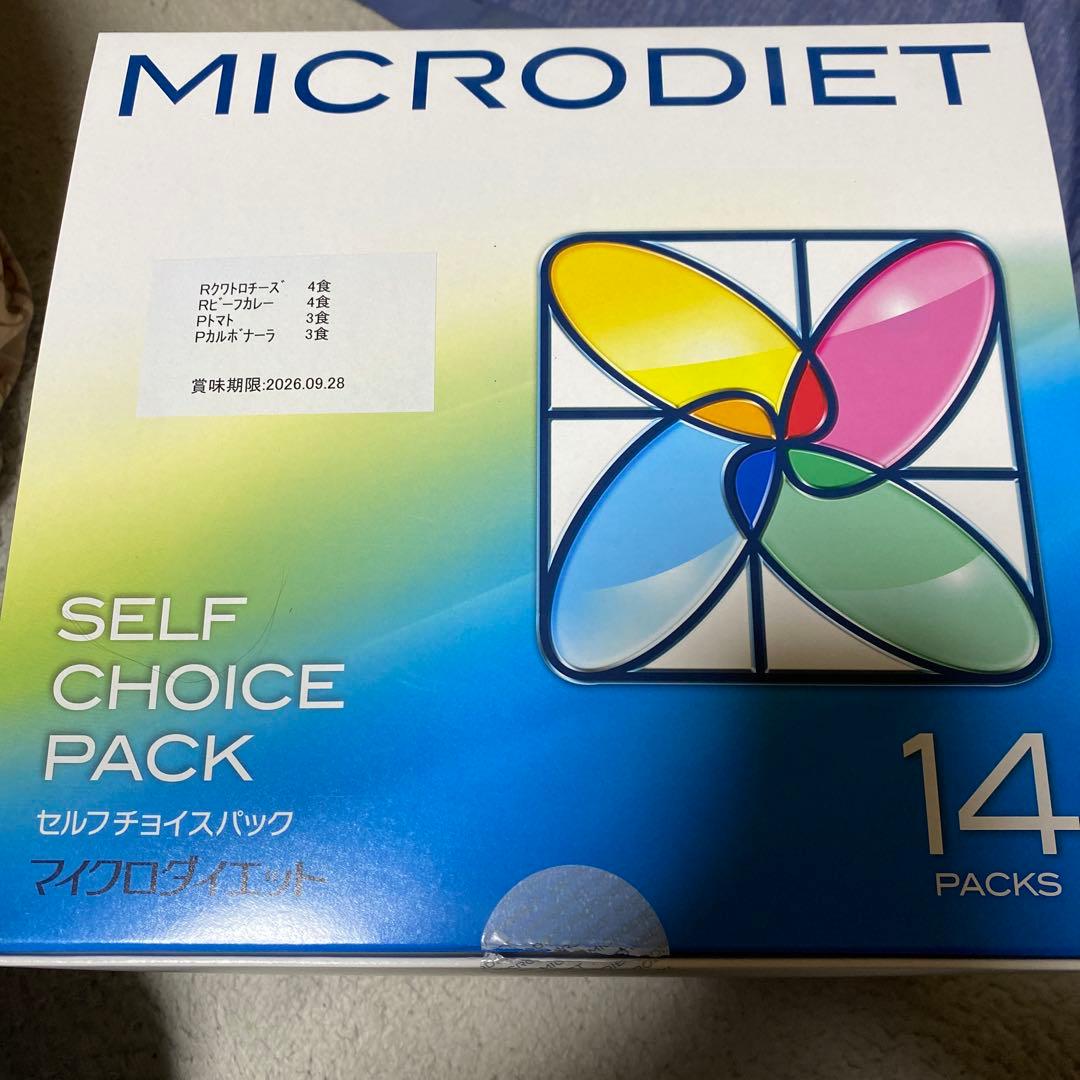 MICRODIET
Rｸﾜﾄﾛﾁｰｽﾞ 4食
Rﾋﾞｰﾌｶﾚｰ 4食
Pﾄﾏﾄ 3食
Pｶﾙﾎﾞﾅｰﾗ 3食
賞味期限:2026.09.28
SELF
CHOICE
PACK
セルフチョイスパック
マイクロダイエット
14
PACKS